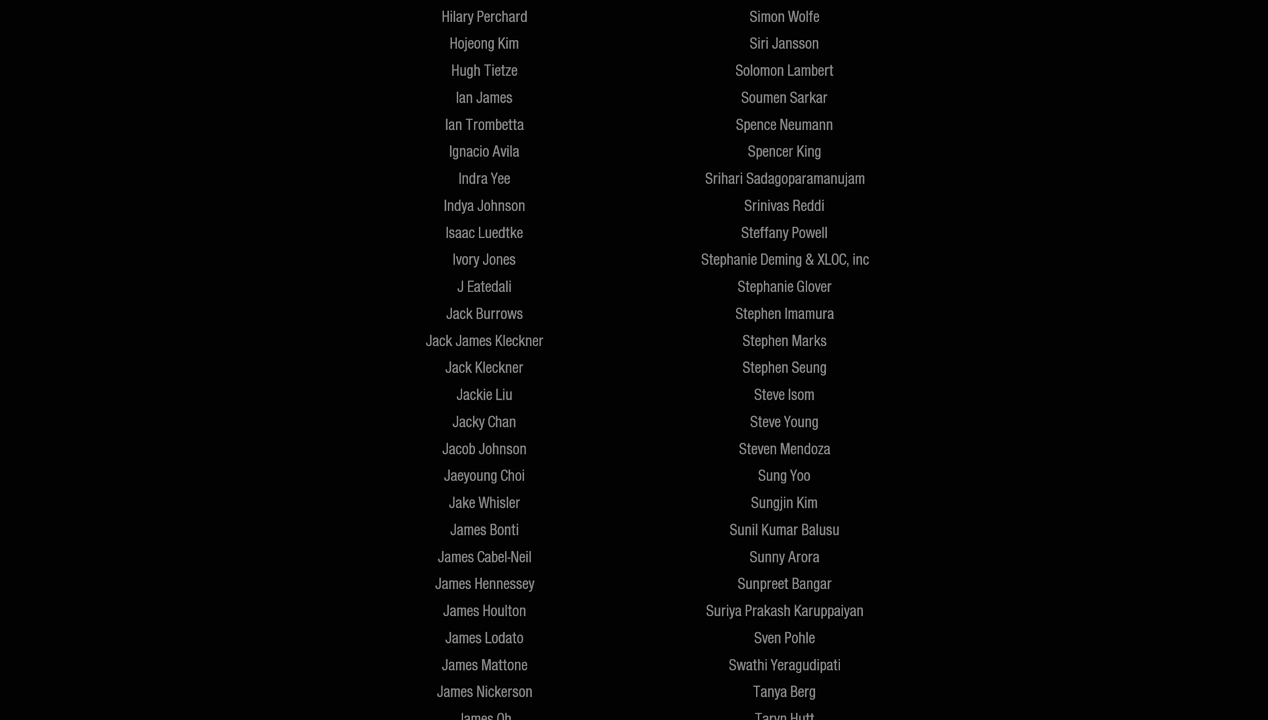 Hilary Perchard
Hojeong Kim
Hugh Tietze
Ian James
Ian Trombetta
Ignacio Avila
Indra Yee
Indya Johnson
Isaac Luedtke
Ivory Jones
J Eatedali
Jack Burrows
Jack James Kleckner
Jack Kleckner
Jackie Liu
Jacky Chan
Jacob Johnson
Jaeyoung Choi
Jake Whisler
James Bonti
James Cabel-Neil
James Hennessey
James Houlton
James Lodato
James Mattone
James Nickerson
James Oh
Simon Wolfe
Siri Jansson
Solomon Lambert
Soumen Sarkar
Spence Neumann
Spencer King
Srihari Sadagoparamanujam
Srinivas Reddi
Steffany Powell
Stephanie Deming & XLOC, inc
Stephanie Glover
Stephen Imamura
Stephen Marks
Stephen Seung
Steve Isom
Steve Young
Steven Mendoza
Sung Yoo
Sungjin Kim
Sunil Kumar Balusu
Sunny Arora
Sunpreet Bangar
Suriya Prakash Karuppaiyan
Sven Pohle
Swathi Yeragudipati
Tanya Berg
Taryn Hutt